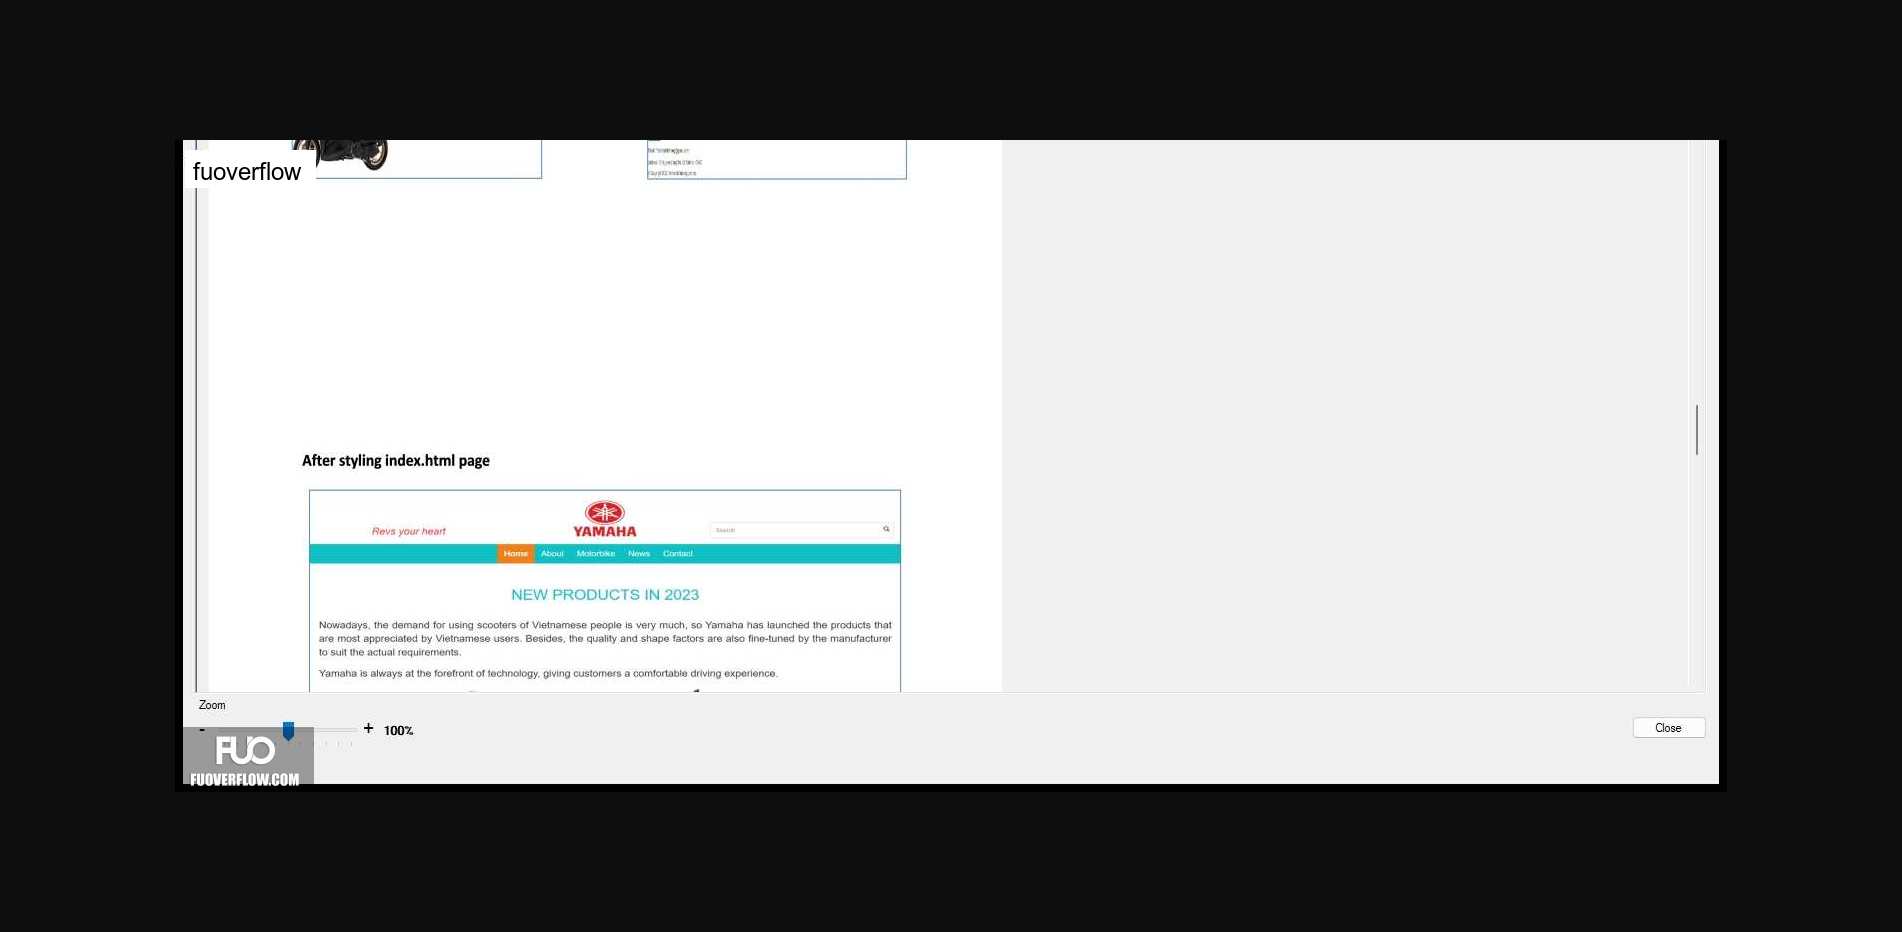 fuoverflow
After styling index.html page
Revs your heart
YAMAHA
Search
Home About Motorbike News Contact
NEW PRODUCTS IN 2023
Nowadays, the demand for using scooters of Vietnamese people is very much, so Yamaha has launched the products that
are most appreciated by Vietnamese users. Besides, the quality and shape factors are also fine-tuned by the manufacturer
to suit the actual requirements.
Yamaha is always at the forefront of technology, giving customers a comfortable driving experience.
Zoom
- + 100%
Close
FUO
FUOVERFLOW.COM